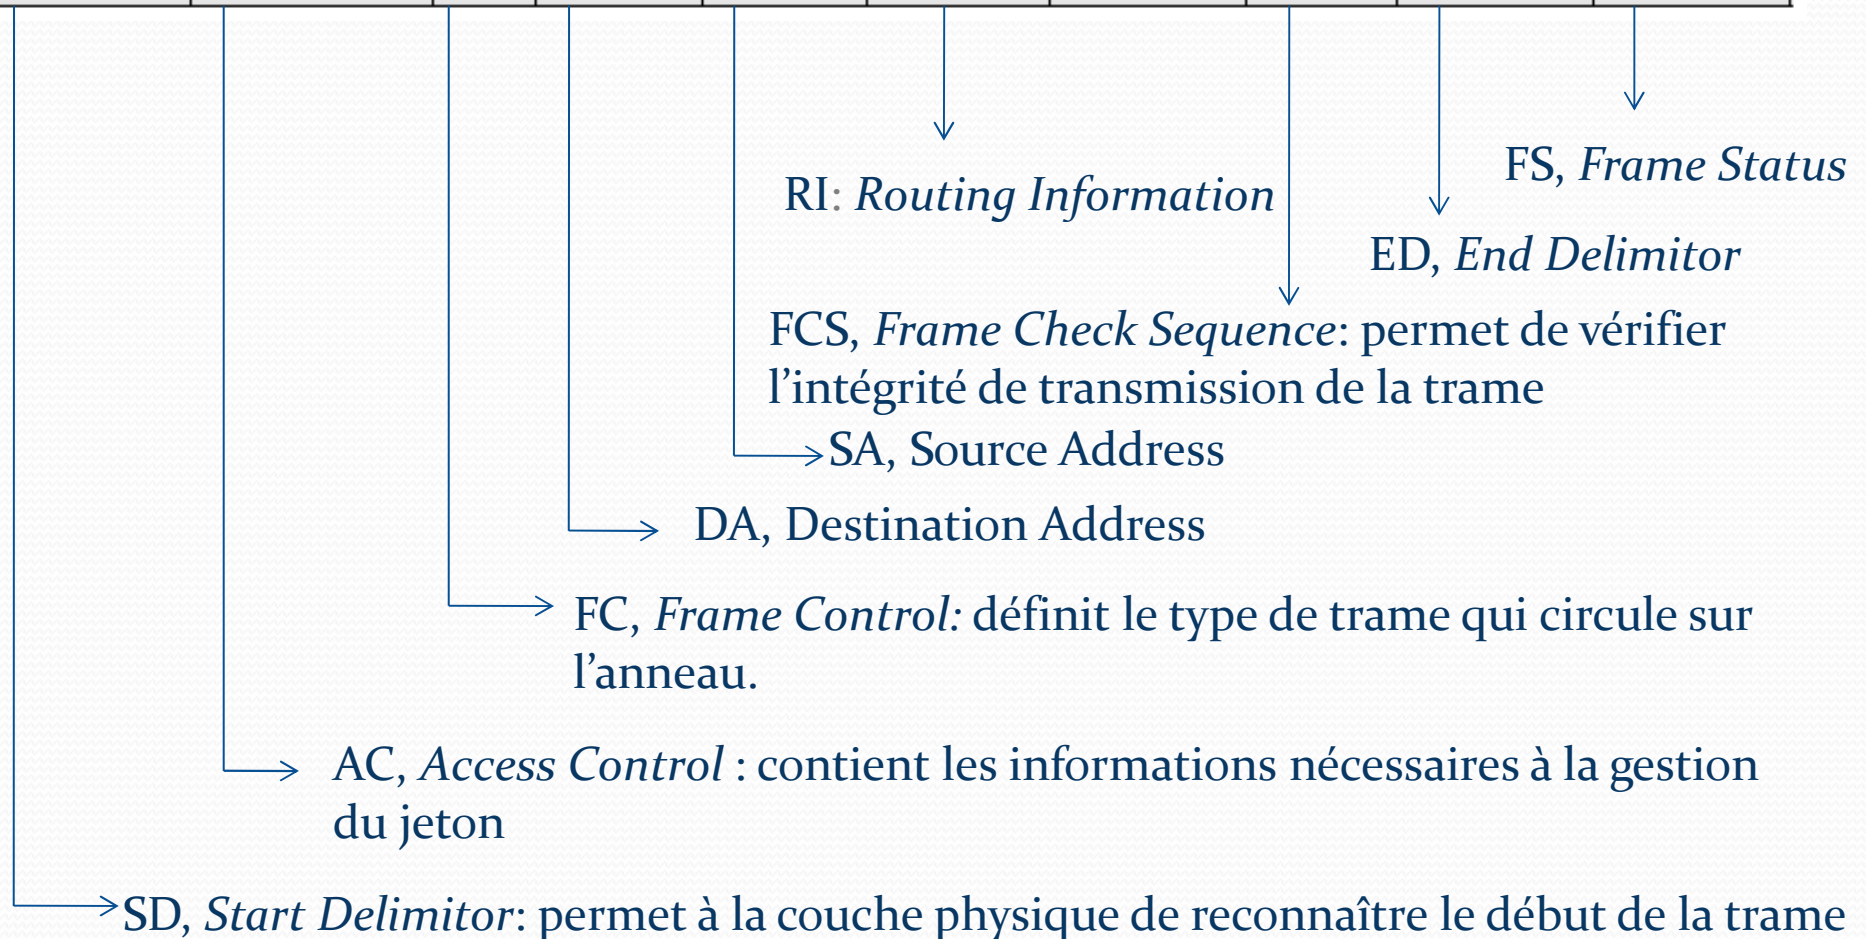 FS, Frame Status
RI: Routing Information
ED, End Delimitor
FCS, Frame Check Sequence: permet de vérifier
l’intégrité de transmission de la trame
SA, Source Address
DA, Destination Address
FC, Frame Control: définit le type de trame qui circule sur
l’anneau.
AC, Access Control : contient les informations nécessaires à la gestion
du jeton
SD, Start Delimitor: permet à la couche physique de reconnaître le début de la trame